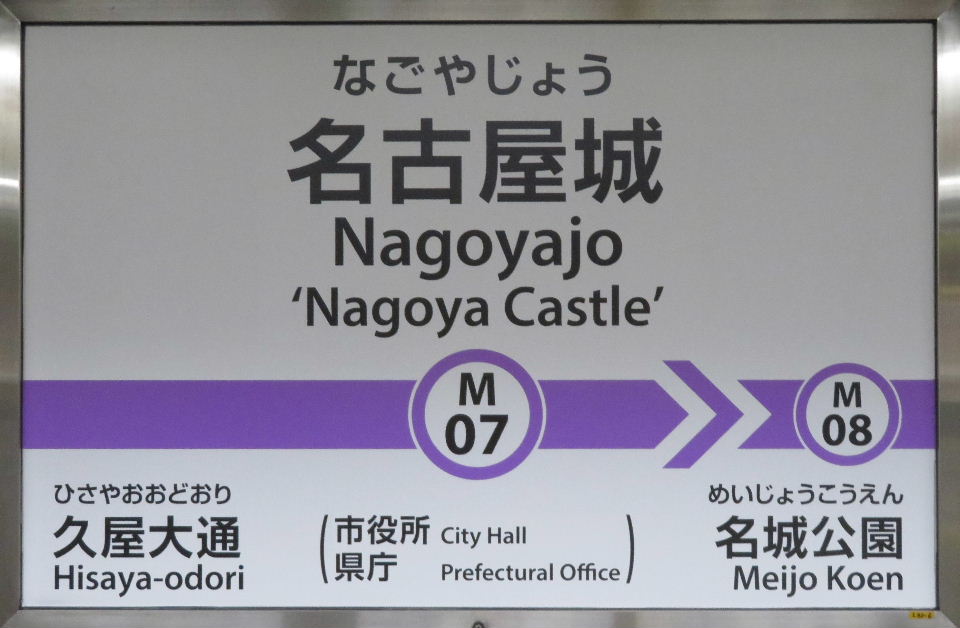 なごやじょう
名古屋城
Nagoyajo
‘Nagoya Castle’
M
07
M
08
ひさやおおどおり
久屋大通
Hisaya-odori
(市役所 City Hall
県庁 Prefectural Office)
めいじょうこうえん
名城公園
Meijo Koen